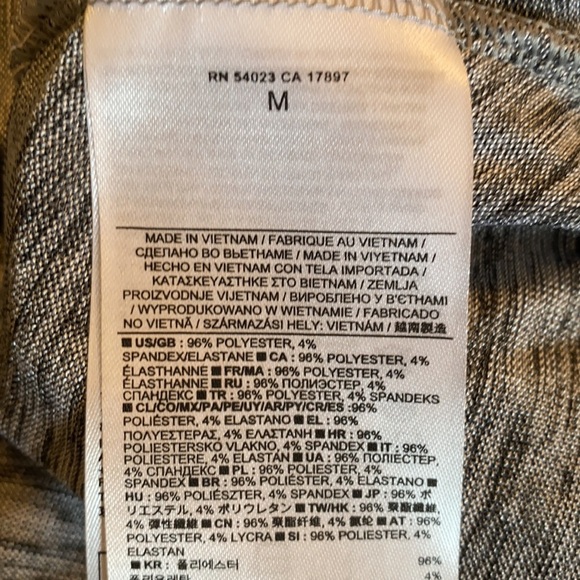 RN 54023 CA 17897
M
MADE IN VIETNAM / FABRIQUE AU VIETNAM /
СДЕЛАНО ВО ВЬЕТНАМЕ / MADAM IN VIYETNAM /
HECHO EN VIETNAM CON TELA IMPORTADA /
ΚΑΤΑΣΚΕΥΑΣΤΗΚΕ ΣΤΟ ΒΙΕΤΝΑΜ / ZEMLJA
PROIZVODNJE VIJETNAM / ВИРОБЛЕНО У В'ЄТНАМІ
/ WYPRODUKOWANO W WIETNAMIE / FABRICADO
NO VIETNÃ / SZÁRMAZÁSI HELY: VIETNÁM / 越南製造
■ US/GB : 96% POLYESTER, 4%
SPANDEX/ELASTANE ■ CA : 96% POLYESTER, 4%
ÉLASTHANNE ■ FR/MA : 96% POLYESTER, 4%
ÉLASTHANNE ■ RU : 96% ПОЛИЭСТЕР, 4%
СПАНДЕКС ■ TR : 96% POLYESTER, 4% SPANDEKS
■ CL/CO/MX/PA/PE/UY/AR/PY/CR/ES :96%
POLIÉSTER, 4% ELASTANO ■ EL : 96%
ΠΟΛΥΕΣΤΕΡΑΣ, 4% ΕΛΑΣΤΑΝΗ ■ HR : 96%
POLIESTERSKO VLAKNO, 4% SPANDEX ■ IT : 96%
POLIESTERE, 4% ELASTAN ■ UA : 96% ПОЛІЕСТЕР,
4% СПАНДЕКС ■ PL : 96% POLIESTER, 4%
SPANDEX ■ BR : 96% POLIÉSTER, 4% ELASTANO ■
HU : 96% POLIÉSZTER, 4% SPANDEX ■ JP : 96% ポ
リエステル, 4% ポリウレタン ■ TW/HK : 96% 聚酯纖維,
4% 彈性纖維 ■ CN : 96% 聚酯纤维, 4% 氨纶 ■ AT : 96%
POLYESTER, 4% LYCRA ■ SI : 96% POLIESTER, 4%
ELASTAN
■ KR : 폴리에스터 96%
폴리우레탄 4%